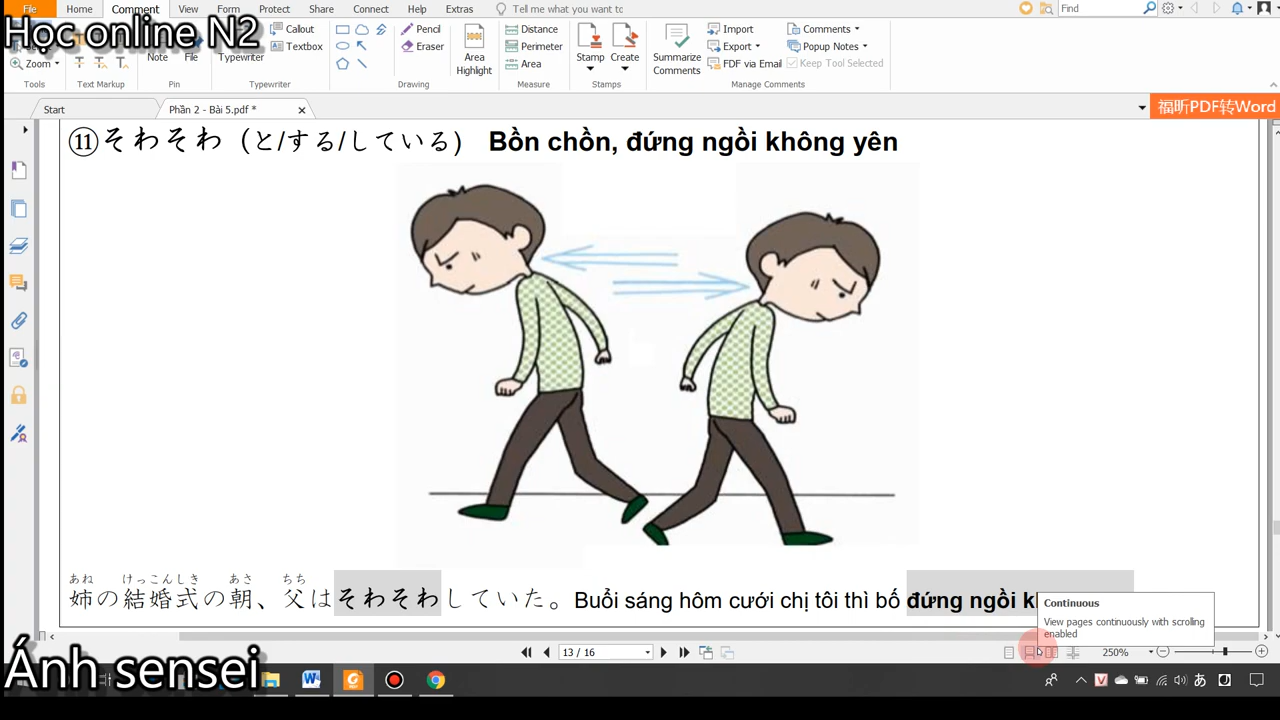 File Home Comment View Form Protect Share Connect Help Extras Tell me what you want to Find
Học online N2
Callout
Textbox
Pencil
Eraser
Distance
Perimeter
Area
Import
Export
FDF via Email
Comments
Popup Notes
Keep Tool Selected
Zoom
Typewriter
Note
File
Area
Highlight
Stamp
Create
Summarize
Comments
Tools Text Markup Pin Typewriter Drawing Measure Stamps Manage Comments
Start Phần 2 - Bài 5.pdf *
福昕PDF转Word
⑪そわそわ（と/する/している） Bồn chồn, đứng ngồi không yên
あね けっこんしき あさ ちち
姉の結婚式の朝、父はそわそわしていた。Buổi sáng hôm cưới chị tôi thì bố đứng ngồi
Continuous
View pages continuously with scrolling
enabled
13 / 16
250%
Ánh sensei
あ